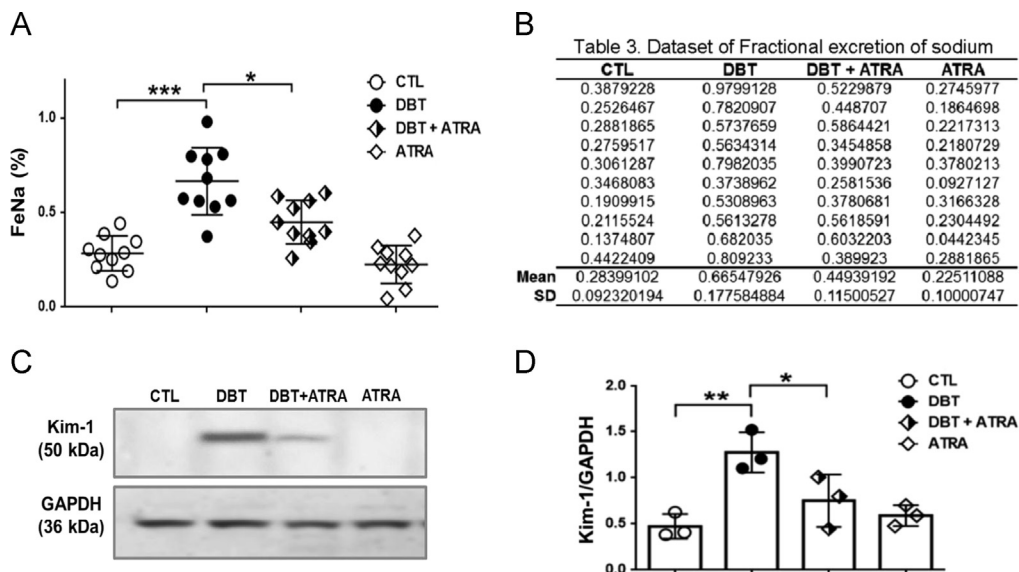 A
FeNa (%)
1.0
0.5
0.0
***
*
CTL
DBT
DBT + ATRA
ATRA
B
Table 3. Dataset of Fractional excretion of sodium
CTL DBT DBT + ATRA ATRA
0.3879228 0.9799128 0.5229879 0.2745977
0.2526467 0.7820907 0.448707 0.1864698
0.2881865 0.5737659 0.5864421 0.2217313
0.2759517 0.5634314 0.3454858 0.2180729
0.3061287 0.7982035 0.3990723 0.3780213
0.3468083 0.3738962 0.2581536 0.0927127
0.1909915 0.5308963 0.3780681 0.3166328
0.2115524 0.5613278 0.5618591 0.2304492
0.1374807 0.682035 0.6032203 0.0442345
0.4422409 0.809233 0.389923 0.2881865
Mean 0.28399102 0.66547926 0.44939192 0.22511088
SD 0.092320194 0.177584884 0.11500527 0.10000747
C
CTL DBT DBT+ATRA ATRA
Kim-1
(50 kDa)
GAPDH
(36 kDa)
D
Kim-1/GAPDH
2.0
1.5
1.0
0.5
**
*
CTL
DBT
DBT + ATRA
ATRA